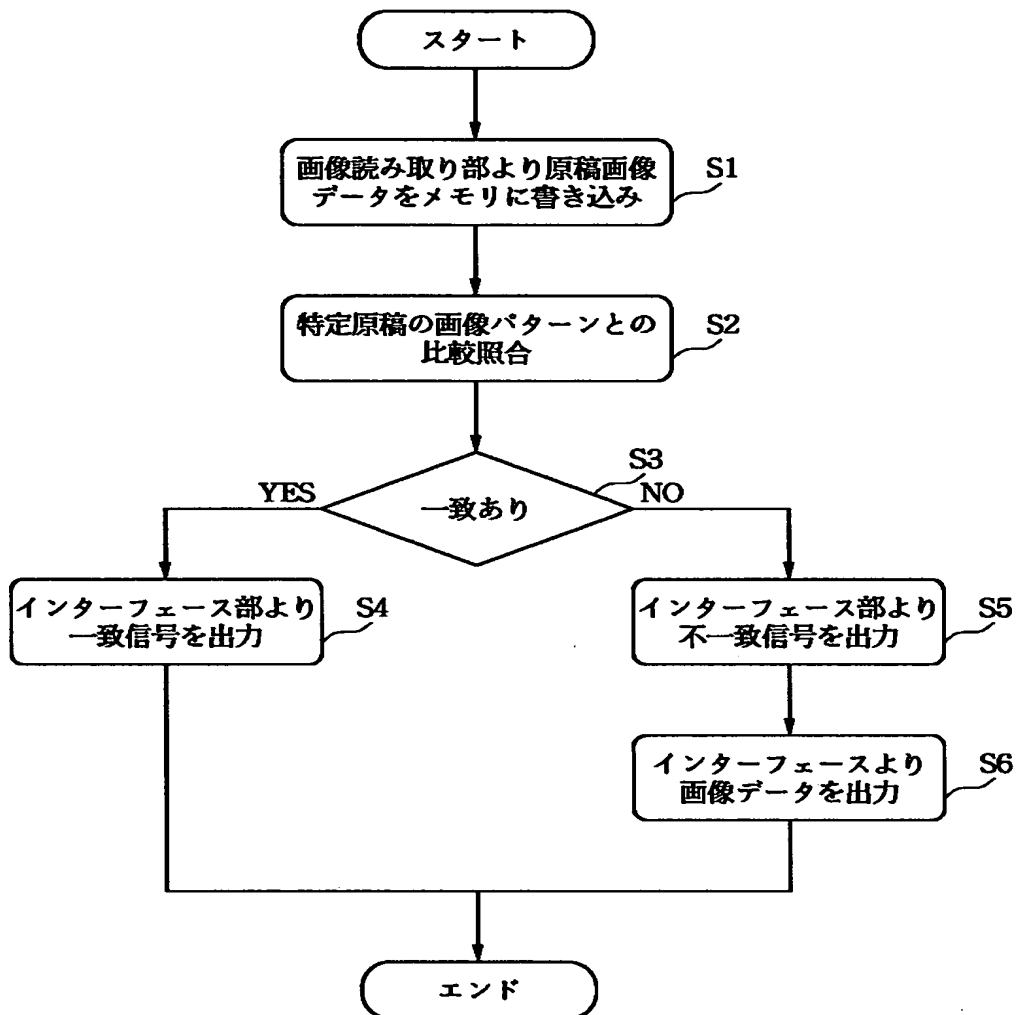 スタート
画像読み取り部より原稿画像
データをメモリに書き込み
S1
特定原稿の画像パターンとの
比較照合
S2
S3
YES
一致あり
NO
インターフェース部より
一致信号を出力
S4
インターフェース部より
不一致信号を出力
S5
インターフェースより
画像データを出力
S6
エンド